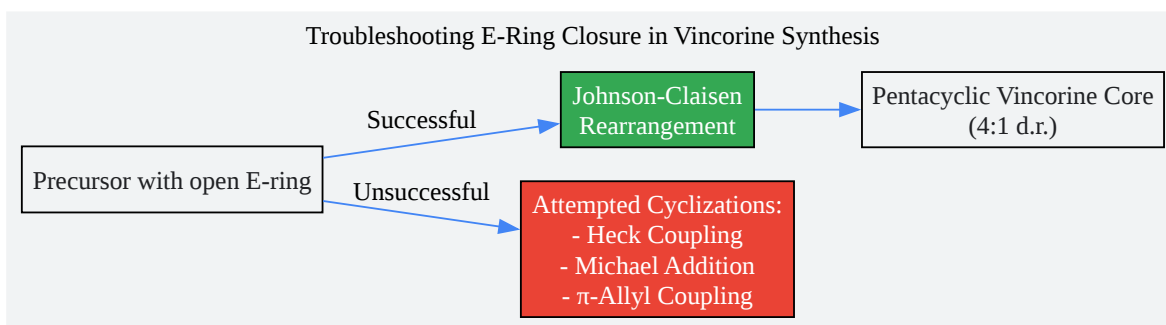 Troubleshooting E-Ring Closure in Vincorine Synthesis
Precursor with open E-ring
Successful
Unsuccessful
Johnson-Claisen
Rearrangement
Pentacyclic Vincorine Core
(4:1 d.r.)
Attempted Cyclizations:
- Heck Coupling
- Michael Addition
- π-Allyl Coupling